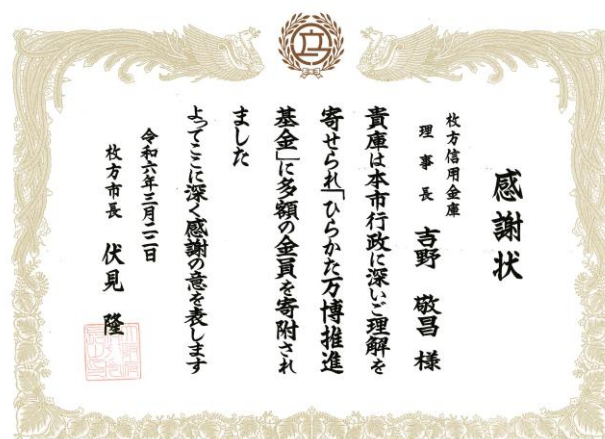 感謝状
枚方信用金庫
理事長 吉野 敬昌 様
貴庫は本市行政に深いご理解を
寄せられ「ひらかた万博推進
基金」に多額の金員を寄附され
ました
よってここに深く感謝の意を表します
令和六年三月二二日
枚方市長 伏見 隆